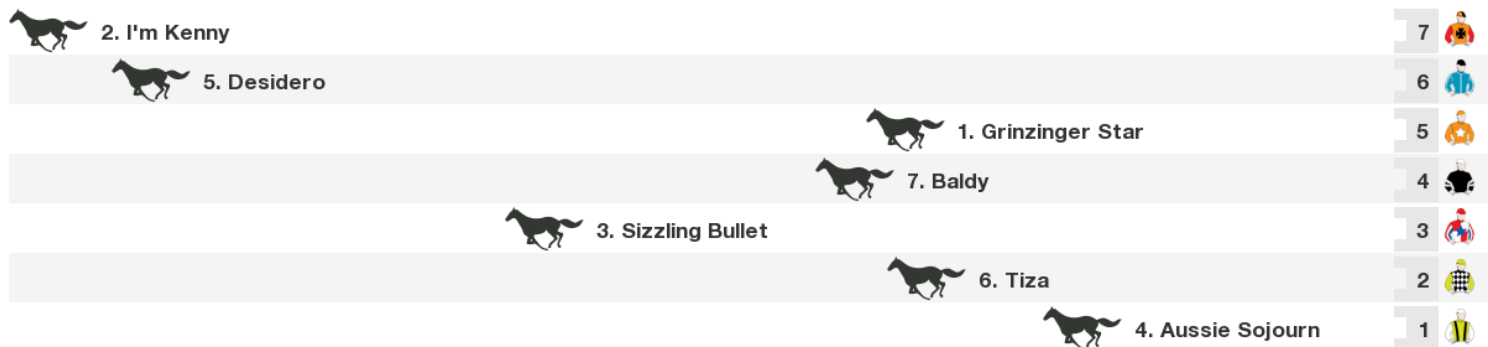 2. I'm Kenny 7
5. Desidero 6
1. Grinzinger Star 5
7. Baldy 4
3. Sizzling Bullet 3
6. Tiza 2
4. Aussie Sojourn 1